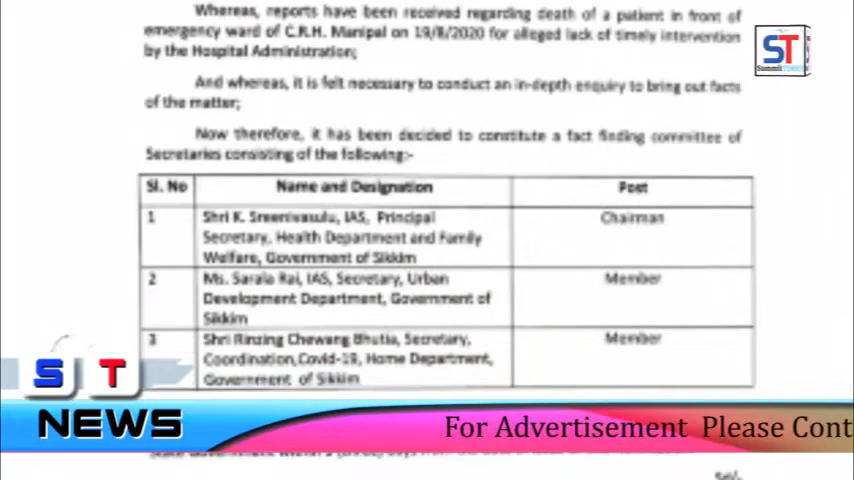 Whereas, reports have been received regarding death of a patient in front of
emergency ward of C.R.H. Manipal on 19/8/2020 for alleged lack of timely intervention
by the Hospital Administration;
ST
Summit
And whereas, it is felt necessary to conduct an in-depth enquiry to bring out facts
of the matter;
Now therefore, it has been decided to constitute a fact finding committee of
Secretaries consisting of the following:-
Sl. No Name and Designation Post
1 Shri K. Sreenivasulu, IAS, Principal Chairman
Secretary, Health Department and Family
Welfare, Government of Sikkim
2 Ms. Sarala Rai, IAS, Secretary, Urban Member
Development Department, Government of
Sikkim
3 Shri Rinzing Chewang Bhutia, Secretary, Member
Coordination,Covid-19, Home Department,
Government of Sikkim
S T
NEWS
For Advertisement Please Cont
Sd/-